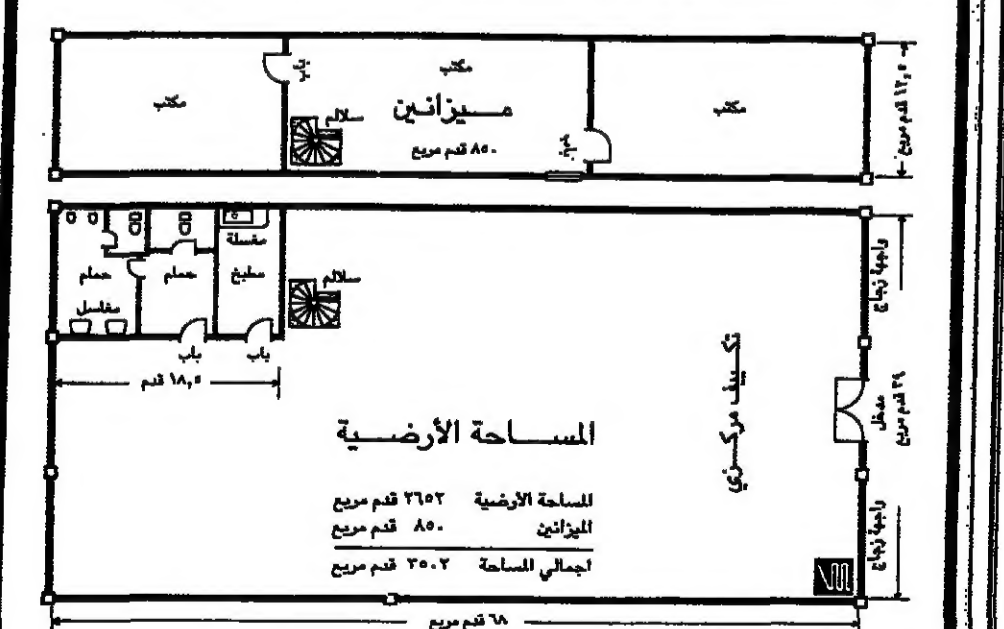 مكتب
باب
مكتب
مكتب
ميزانين
سلالم
٨٥٠ قدم مربع
باب
١٢,٥ قدم مربع
مغسلة
حمام
حمام
مطبخ
سلالم
مغاسل
باب
باب
١٨,٥ قدم
واجهة زجاج
تكييف مركزي
مدخل
٣٩ قدم مربع
واجهة زجاج
المساحة الأرضية
المساحة الأرضية ٢٦٥٢ قدم مربع
الميزانين ٨٥٠ قدم مربع
اجمالي المساحة ٣٥٠٢ قدم مربع
٦٨ قدم مربع